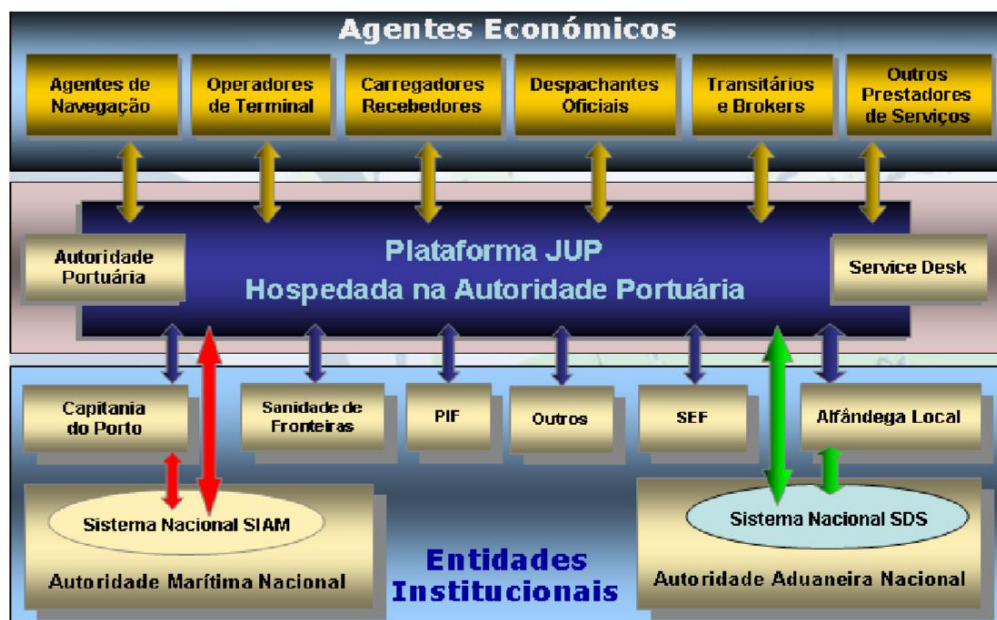 Agentes Económicos
Agentes de
Navegação
Operadores
de Terminal
Carregadores
Recebedores
Despachantes
Oficiais
Transitários
e Brokers
Outros
Prestadores
de Serviços
Autoridade
Portuária
Plataforma JUP
Hospedada na Autoridade Portuária
Service Desk
Capitania
do Porto
Sanidade de
Fronteiras
PIF
Outros
SEF
Alfândega Local
Sistema Nacional SIAM
Autoridade Marítima Nacional
Entidades
Institucionais
Sistema Nacional SDS
Autoridade Aduaneira Nacional